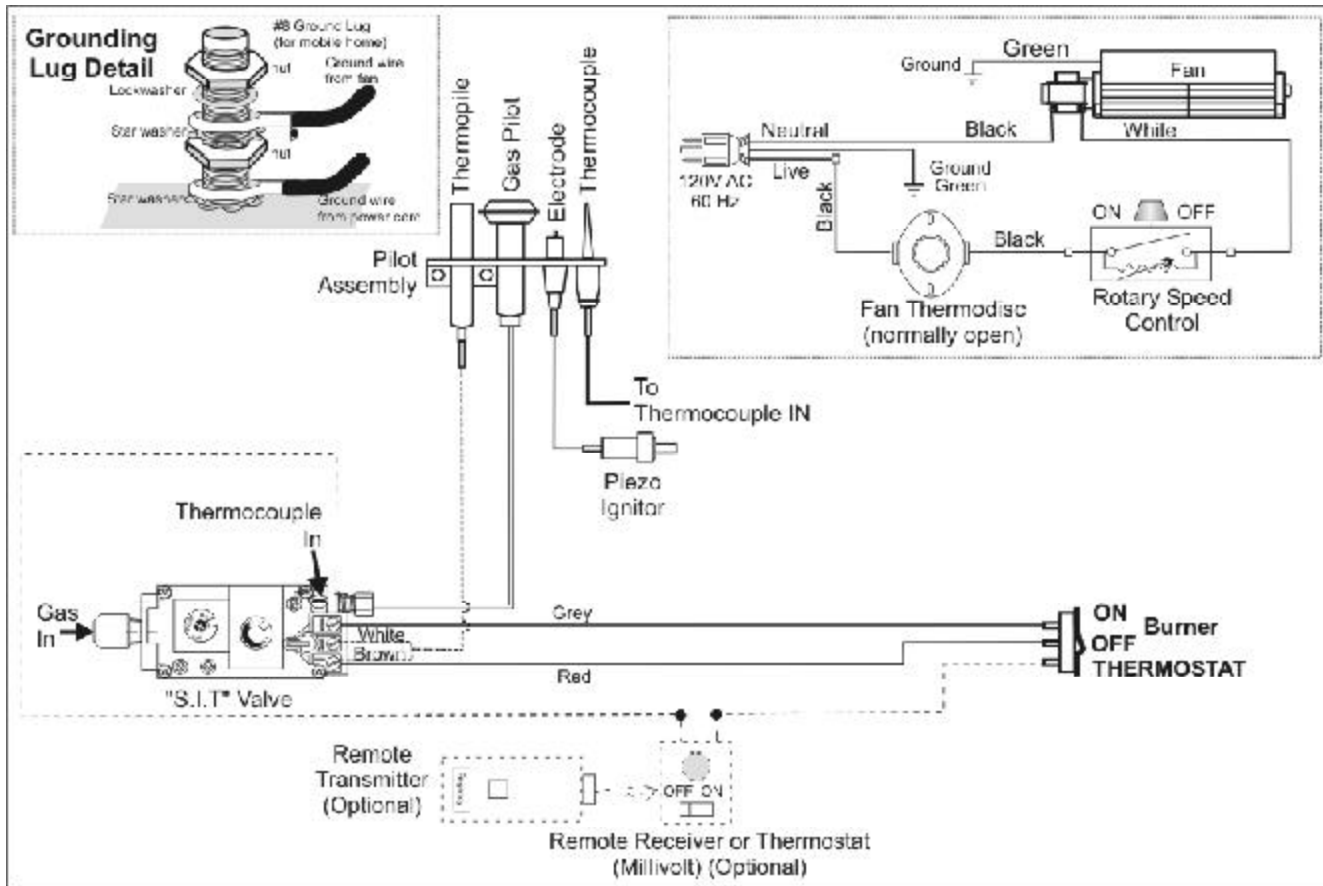 Grounding
Lug Detail
#8 Ground Lug
(for mobile home)
nut
Ground wire
from fan
Lockwasher
Star washer
nut
Star washer
Ground wire
from power cord
Thermopile
Gas Pilot
Electrode
Thermocouple
Pilot
Assembly
To
Thermocouple IN
Piezo
Ignitor
Green
Ground
Fan
Neutral
Black
White
Live
Ground
Green
120V AC
60 Hz
Black
ON
OFF
Black
Fan Thermodisc
(normally open)
Rotary Speed
Control
Thermocouple
In
Gas
In
Grey
White
Brown
Red
"S.I.T" Valve
ON
OFF
Burner
THERMOSTAT
Remote
Transmitter
(Optional)
OFF ON
Remote Receiver or Thermostat
(Millivolt) (Optional)